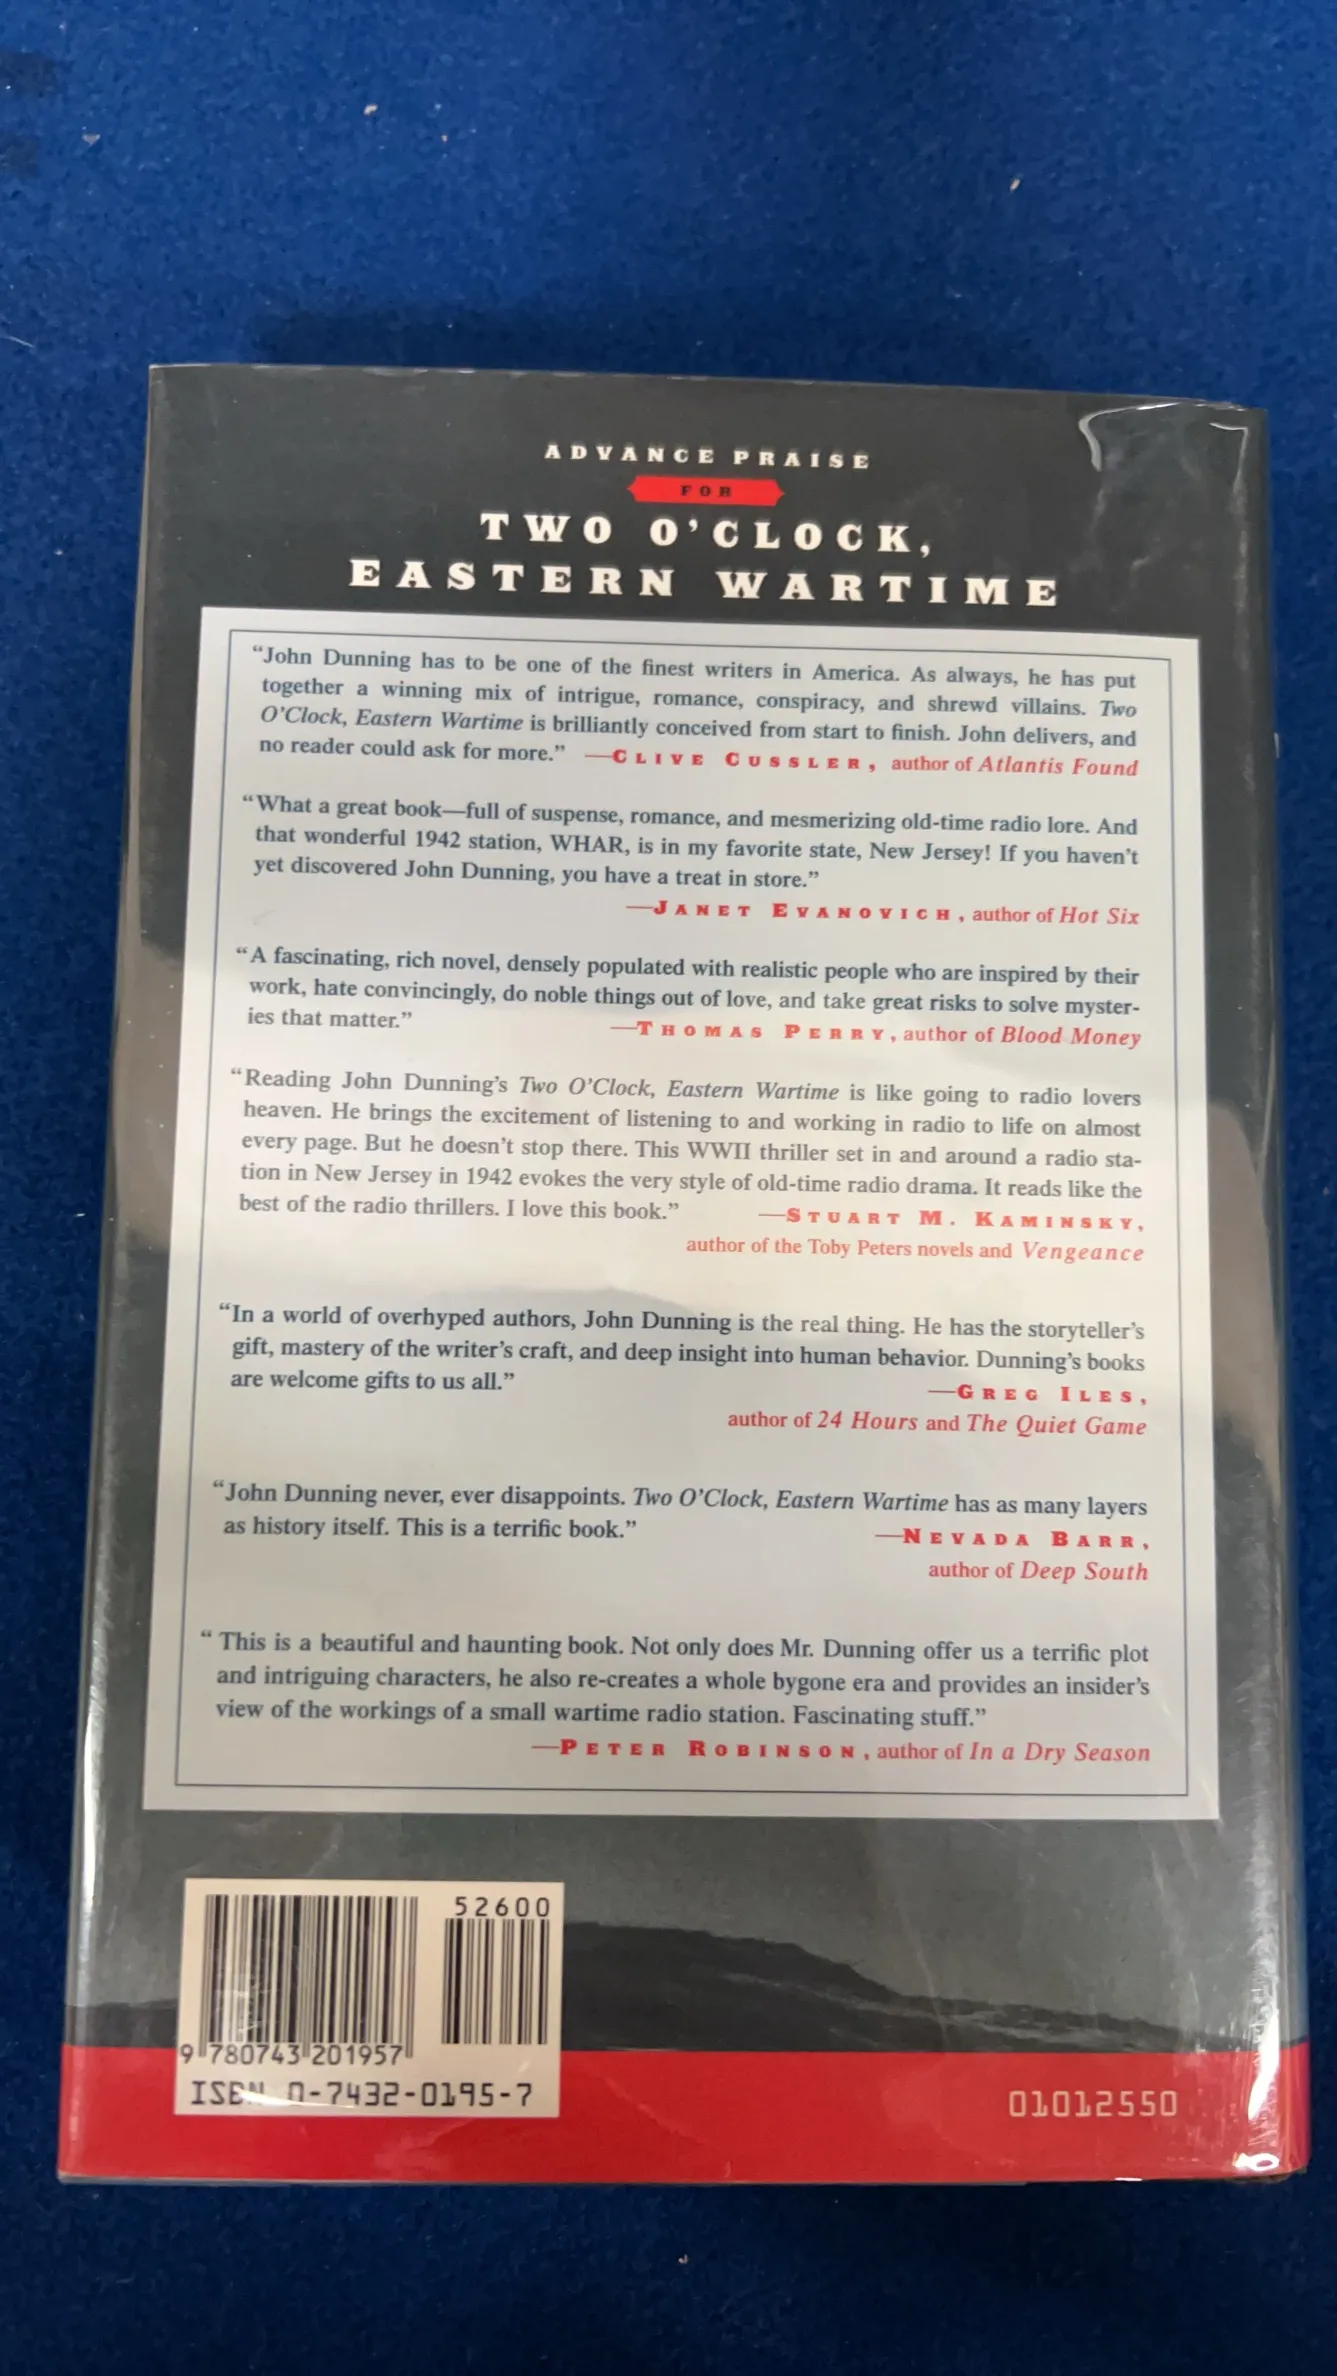 ADVANCE PRAISE
FOR
TWO O'CLOCK,
EASTERN WARTIME
“John Dunning has to be one of the finest writers in America. As always, he has put
together a winning mix of intrigue, romance, conspiracy, and shrewd villains. Two
O'Clock, Eastern Wartime is brilliantly conceived from start to finish. John delivers, and
no reader could ask for more.” —CLIVE CUSSLER, author of Atlantis Found
“What a great book—full of suspense, romance, and mesmerizing old-time radio lore. And
that wonderful 1942 station, WHAR, is in my favorite state, New Jersey! If you haven't
yet discovered John Dunning, you have a treat in store.”
—JANET EVANOVICH, author of Hot Six
“A fascinating, rich novel, densely populated with realistic people who are inspired by their
work, hate convincingly, do noble things out of love, and take great risks to solve myster-
ies that matter.” —THOMAS PERRY, author of Blood Money
“Reading John Dunning's Two O'Clock, Eastern Wartime is like going to radio lovers
heaven. He brings the excitement of listening to and working in radio to life on almost
every page. But he doesn't stop there. This WWII thriller set in and around a radio sta-
tion in New Jersey in 1942 evokes the very style of old-time radio drama. It reads like the
best of the radio thrillers. I love this book.” —STUART M. KAMINSKY,
author of the Toby Peters novels and Vengeance
“In a world of overhyped authors, John Dunning is the real thing. He has the storyteller's
gift, mastery of the writer's craft, and deep insight into human behavior. Dunning's books
are welcome gifts to us all.” —GREG ILES,
author of 24 Hours and The Quiet Game
“John Dunning never, ever disappoints. Two O'Clock, Eastern Wartime has as many layers
as history itself. This is a terrific book.” —NEVADA BARR,
author of Deep South
“This is a beautiful and haunting book. Not only does Mr. Dunning offer us a terrific plot
and intriguing characters, he also re-creates a whole bygone era and provides an insider's
view of the workings of a small wartime radio station. Fascinating stuff.”
—PETER ROBINSON, author of In a Dry Season
52600
9 780743 201957
ISBN 0-7432-0195-7
01012550